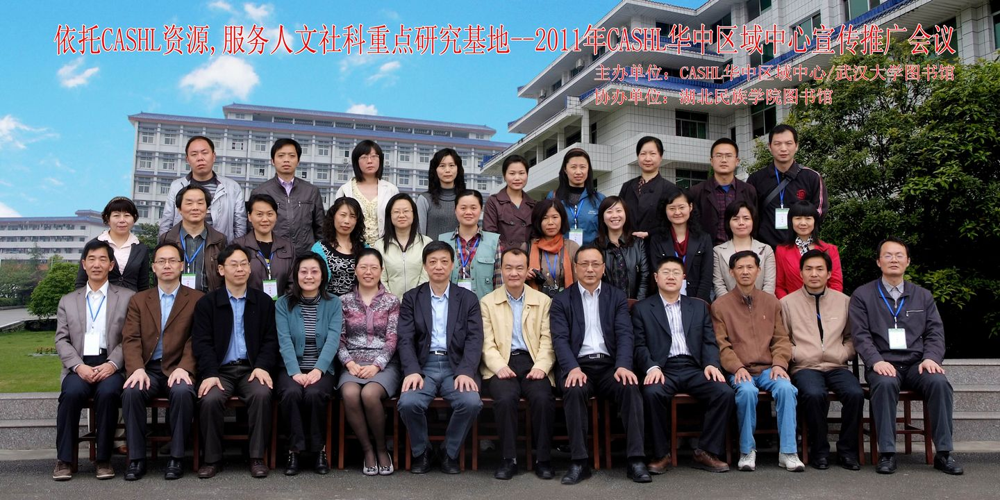 依托CASHL资源,服务人文社科重点研究基地--2011年CASHL华中区域中心宣传推广会议
主办单位：CASHL华中区域中心/武汉大学图书馆
协办单位：湖北民族学院图书馆